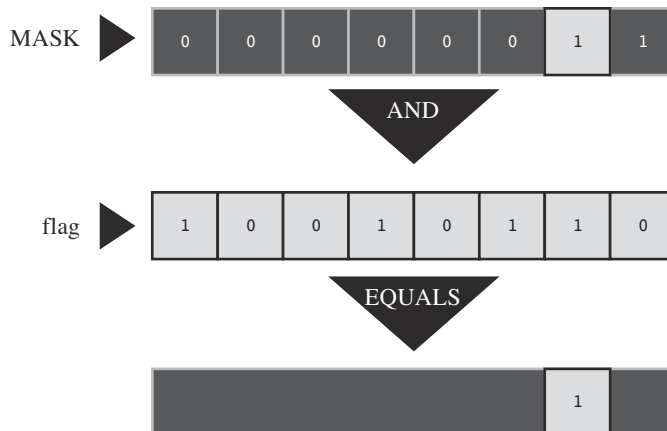 MASK 0 0 0 0 0 0 1 1
AND
flag 1 0 0 1 0 1 1 0
EQUALS
1